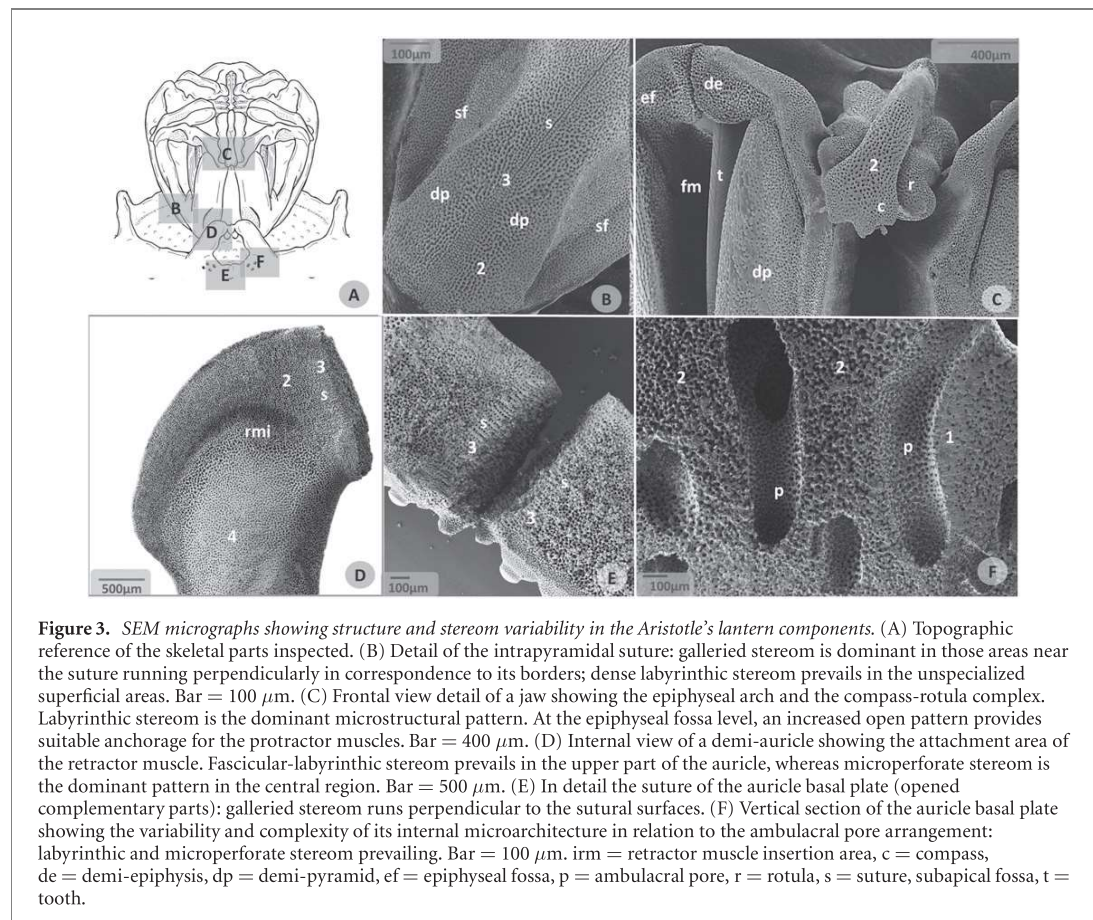 100μm
400μm
ef
de
sf
s
C
2
3
t
r
fm
B
dp
dp
c
D
sf
2
F
dp
E
A
B
C
3
2
s
2
2
s
rmi
3
1
p
s
p
4
3
500μm
D
100μm
E
100μm
F
Figure 3. SEM micrographs showing structure and stereom variability in the Aristotle's lantern components. (A) Topographic
reference of the skeletal parts inspected. (B) Detail of the intrapyramidal suture: galleried stereom is dominant in those areas near
the suture running perpendicularly in correspondence to its borders; dense labyrinthic stereom prevails in the unspecialized
superficial areas. Bar = 100 μm. (C) Frontal view detail of a jaw showing the epiphyseal arch and the compass-rotula complex.
Labyrinthic stereom is the dominant microstructural pattern. At the epiphyseal fossa level, an increased open pattern provides
suitable anchorage for the protractor muscles. Bar = 400 μm. (D) Internal view of a demi-auricle showing the attachment area of
the retractor muscle. Fascicular-labyrinthic stereom prevails in the upper part of the auricle, whereas microperforate stereom is
the dominant pattern in the central region. Bar = 500 μm. (E) In detail the suture of the auricle basal plate (opened
complementary parts): galleried stereom runs perpendicular to the sutural surfaces. (F) Vertical section of the auricle basal plate
showing the variability and complexity of its internal microarchitecture in relation to the ambulacral pore arrangement:
labyrinthic and microperforate stereom prevailing. Bar = 100 μm. irm = retractor muscle insertion area, c = compass,
de = demi-epiphysis, dp = demi-pyramid, ef = epiphyseal fossa, p = ambulacral pore, r = rotula, s = suture, subapical fossa, t =
tooth.